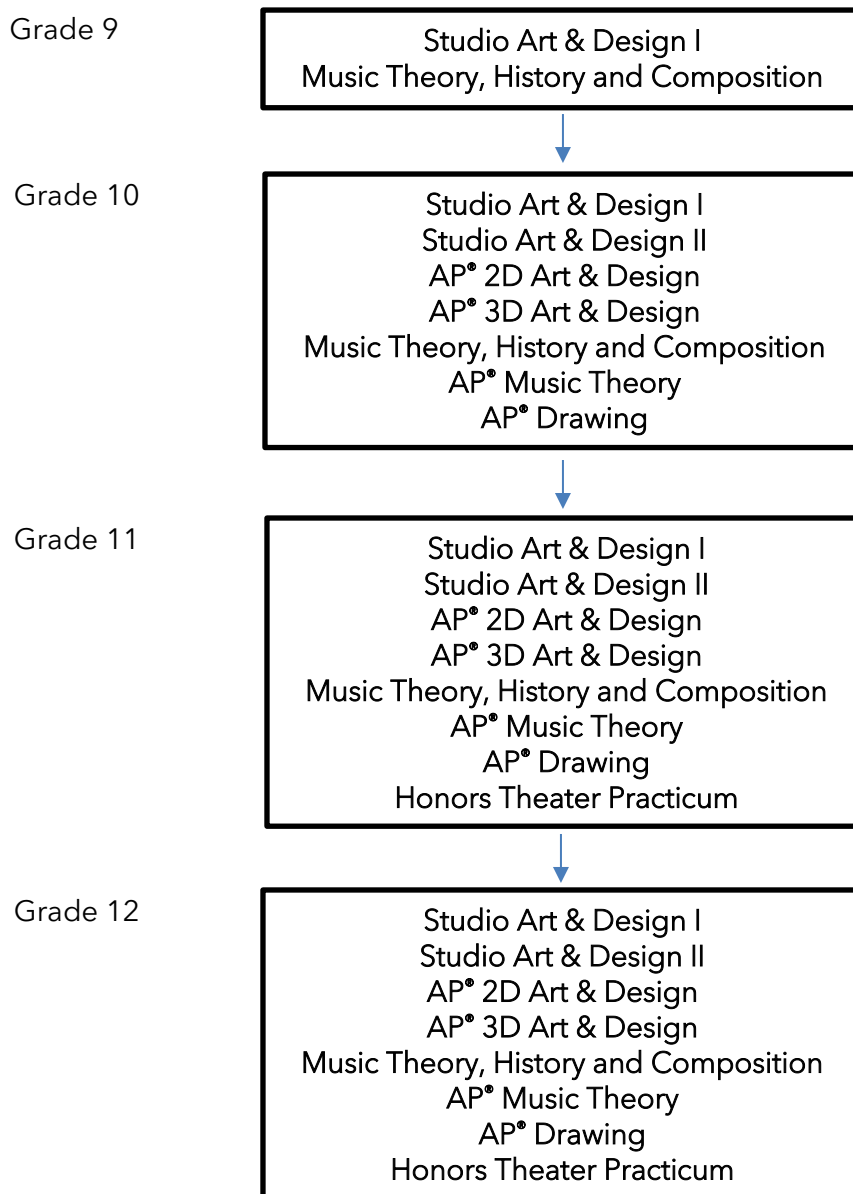 Grade 9
Studio Art & Design I
Music Theory, History and Composition
Grade 10
Studio Art & Design I
Studio Art & Design II
AP® 2D Art & Design
AP® 3D Art & Design
Music Theory, History and Composition
AP® Music Theory
AP® Drawing
Grade 11
Studio Art & Design I
Studio Art & Design II
AP® 2D Art & Design
AP® 3D Art & Design
Music Theory, History and Composition
AP® Music Theory
AP® Drawing
Honors Theater Practicum
Grade 12
Studio Art & Design I
Studio Art & Design II
AP® 2D Art & Design
AP® 3D Art & Design
Music Theory, History and Composition
AP® Music Theory
AP® Drawing
Honors Theater Practicum